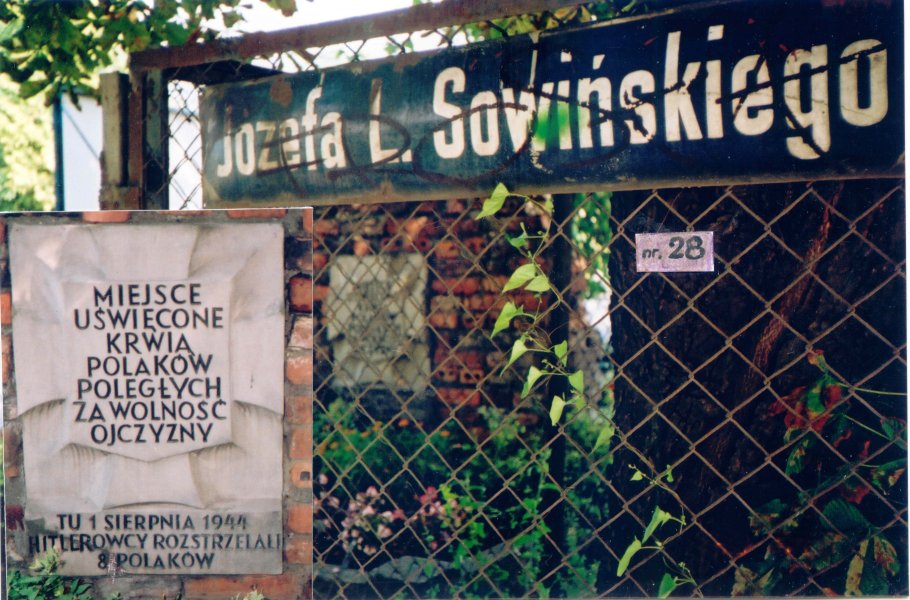 Józefa L. Sowińskiego
nr. 28
MIEJSCE
UŚWIĘCONE
KRWIĄ
POLAKÓW
POLEGŁYCH
ZA WOLNOŚĆ
OJCZYZNY
TU 1 SIERPNIA 1944
HITLEROWCY ROZSTRZELALI
8 POLAKÓW